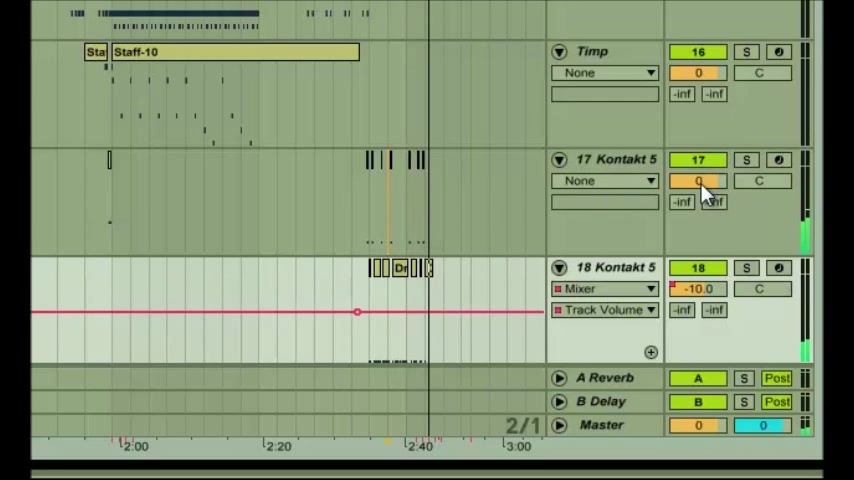 Sta Staff-10 Timp 16 S
None 0 C
-inf -inf
17 Kontakt 5 17 S
None 0 C
-inf -inf
Dr 18 Kontakt 5 18 S
Mixer -10.0 C
Track Volume -inf -inf
A Reverb A S Post
B Delay B S Post
2/1 Master 0 0
2:00 2:20 2:40 3:00